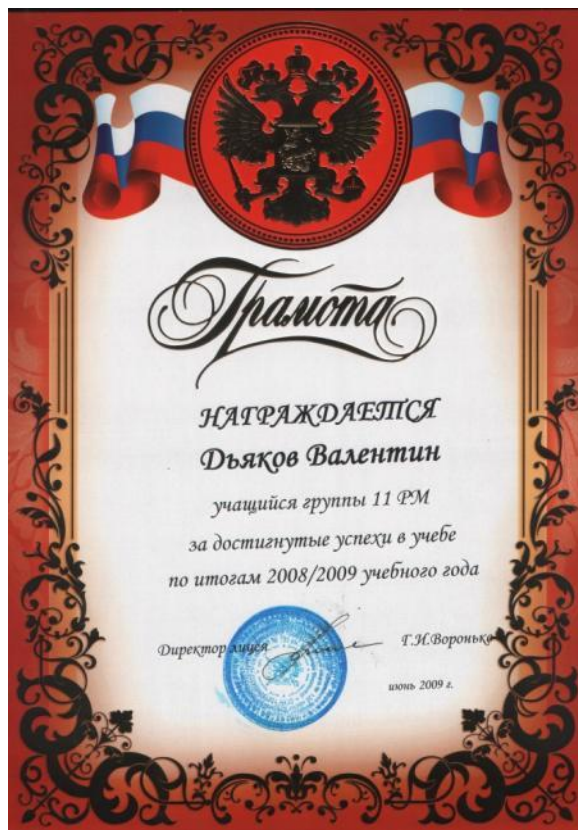 Грамота
НАГРАЖДАЕТСЯ
Дьяков Валентин
учащийся группы 11 РМ
за достигнутые успехи в учебе
по итогам 2008/2009 учебного года
Директор лицея Г.И.Воронько
июнь 2009 г.